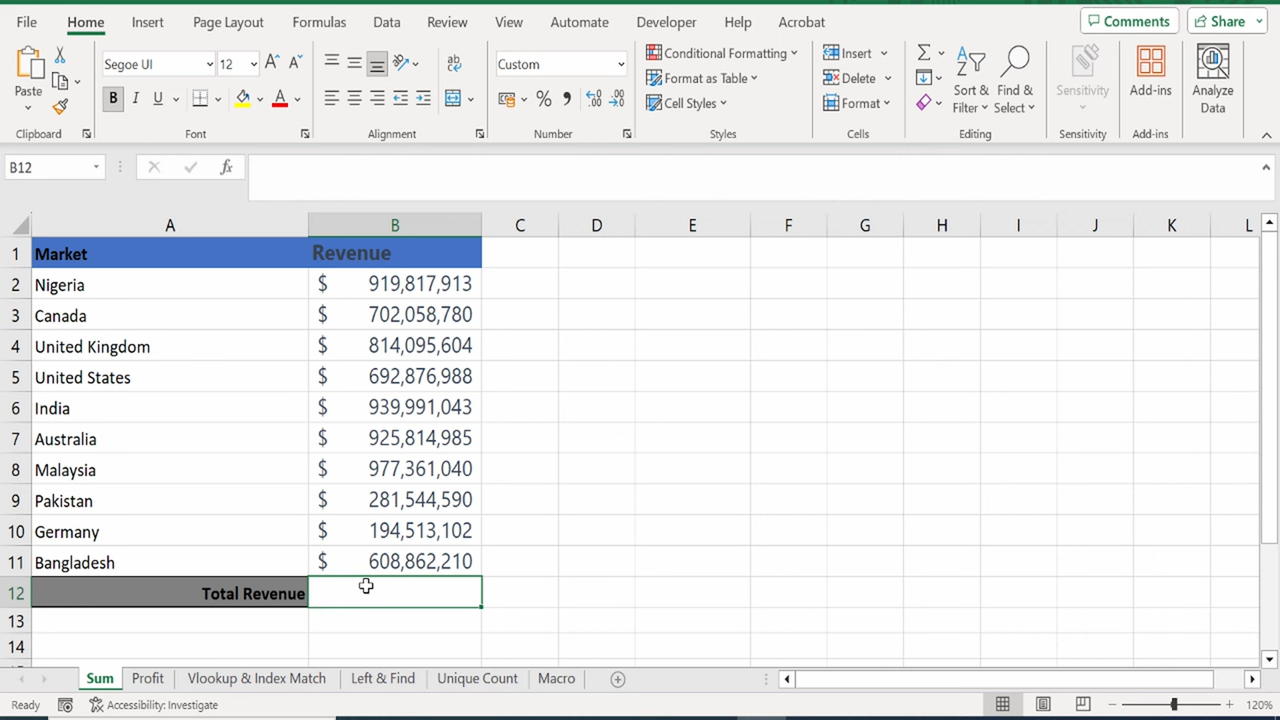 File Home Insert Page Layout Formulas Data Review View Automate Developer Help Acrobat Comments Share
Segoe UI 12 Custom Conditional Formatting Insert
Paste Format as Table Delete Sort & Find & Sensitivity Add-ins Analyze
B I U A $ % Cell Styles Format Filter Select Data
Clipboard Font Alignment Number Styles Cells Editing Sensitivity Add-ins
B12 fx
A B C D E F G H I J K L
1 Market Revenue
2 Nigeria $ 919,817,913
3 Canada $ 702,058,780
4 United Kingdom $ 814,095,604
5 United States $ 692,876,988
6 India $ 939,991,043
7 Australia $ 925,814,985
8 Malaysia $ 977,361,040
9 Pakistan $ 281,544,590
10 Germany $ 194,513,102
11 Bangladesh $ 608,862,210
12 Total Revenue
13
14
Sum Profit Vlookup & Index Match Left & Find Unique Count Macro
Ready Accessibility: Investigate 120%